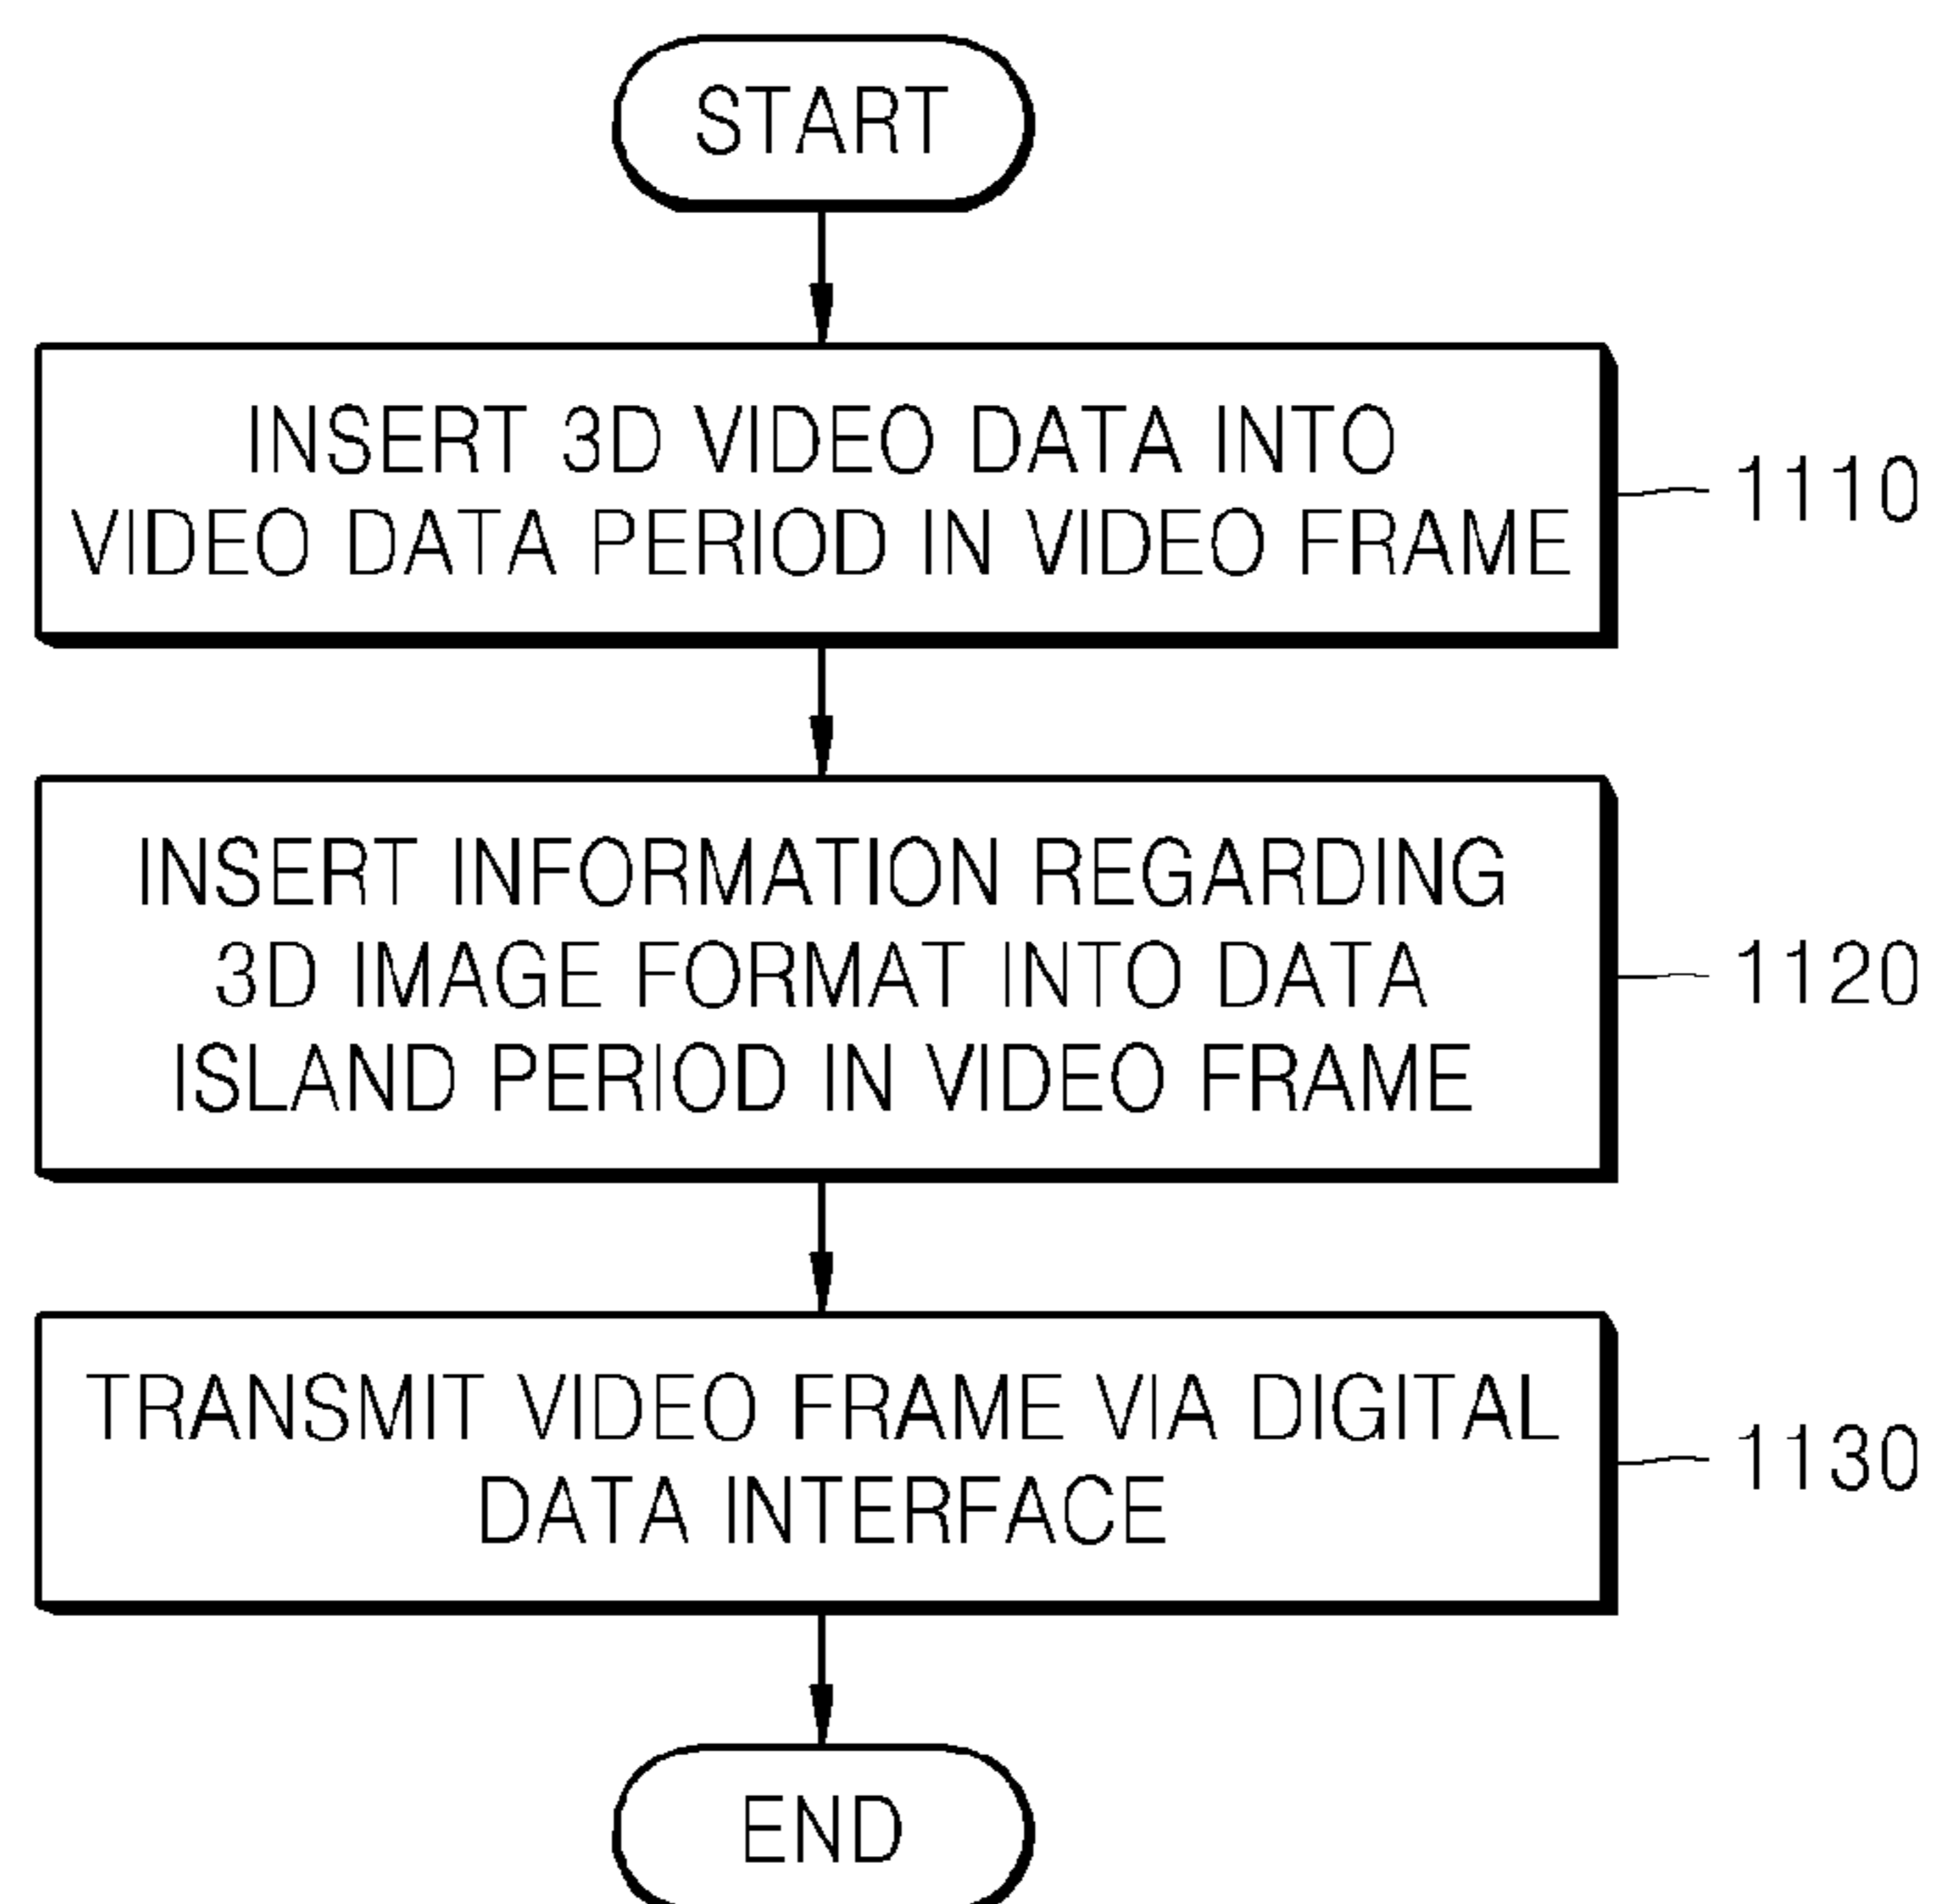 START
INSERT 3D VIDEO DATA INTO
VIDEO DATA PERIOD IN VIDEO FRAME
1110
INSERT INFORMATION REGARDING
3D IMAGE FORMAT INTO DATA
ISLAND PERIOD IN VIDEO FRAME
1120
TRANSMIT VIDEO FRAME VIA DIGITAL
DATA INTERFACE
1130
END